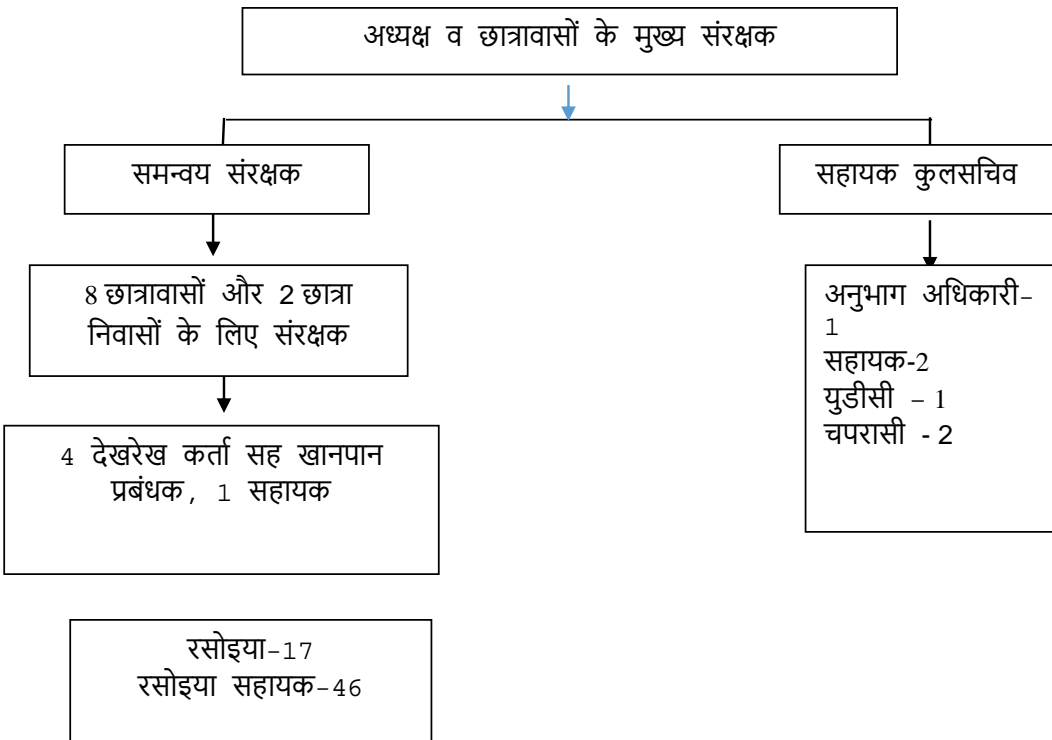 अध्यक्ष व छात्रावासों के मुख्य संरक्षक
समन्वय संरक्षक
सहायक कुलसचिव
8 छात्रावासों और 2 छात्रा
निवासों के लिए संरक्षक
अनुभाग अधिकारी-
1
सहायक-2
युडीसी – 1
चपरासी - 2
4 देखरेख कर्ता सह खानपान
प्रबंधक, 1 सहायक
रसोइया-17
रसोइया सहायक-46